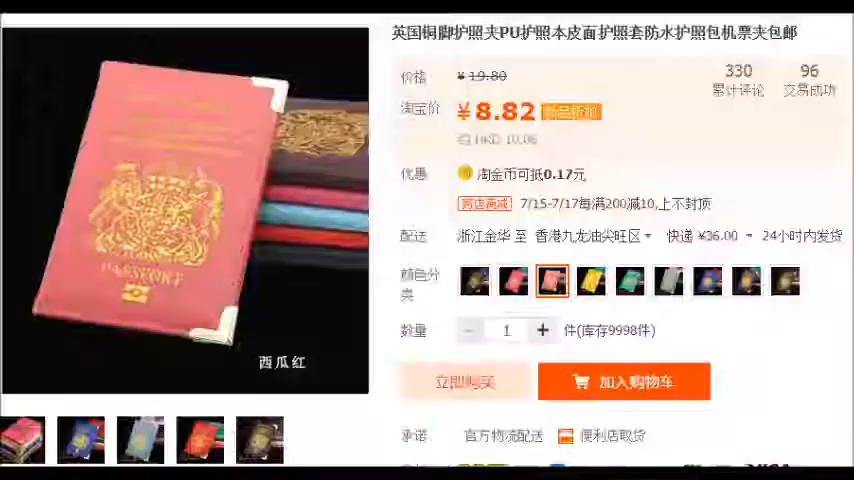 英国铜脚护照夹PU护照本皮面护照套防水护照包机票夹包邮
价格
¥ 19.80
330
累计评论
96
交易成功
淘宝价
¥ 8.82 新品折扣
HKD 10.06
优惠
淘金币可抵0.17元
跨店满减 7/15-7/17每满200减10,上不封顶
配送
浙江金华 至 香港九龙油尖旺区 快递 ¥36.00 24小时内发货
颜色分类
数量
- 1 + 件(库存9998件)
立即购买
加入购物车
承诺
官方物流配送
便利店取货
PASSPORT
西瓜红